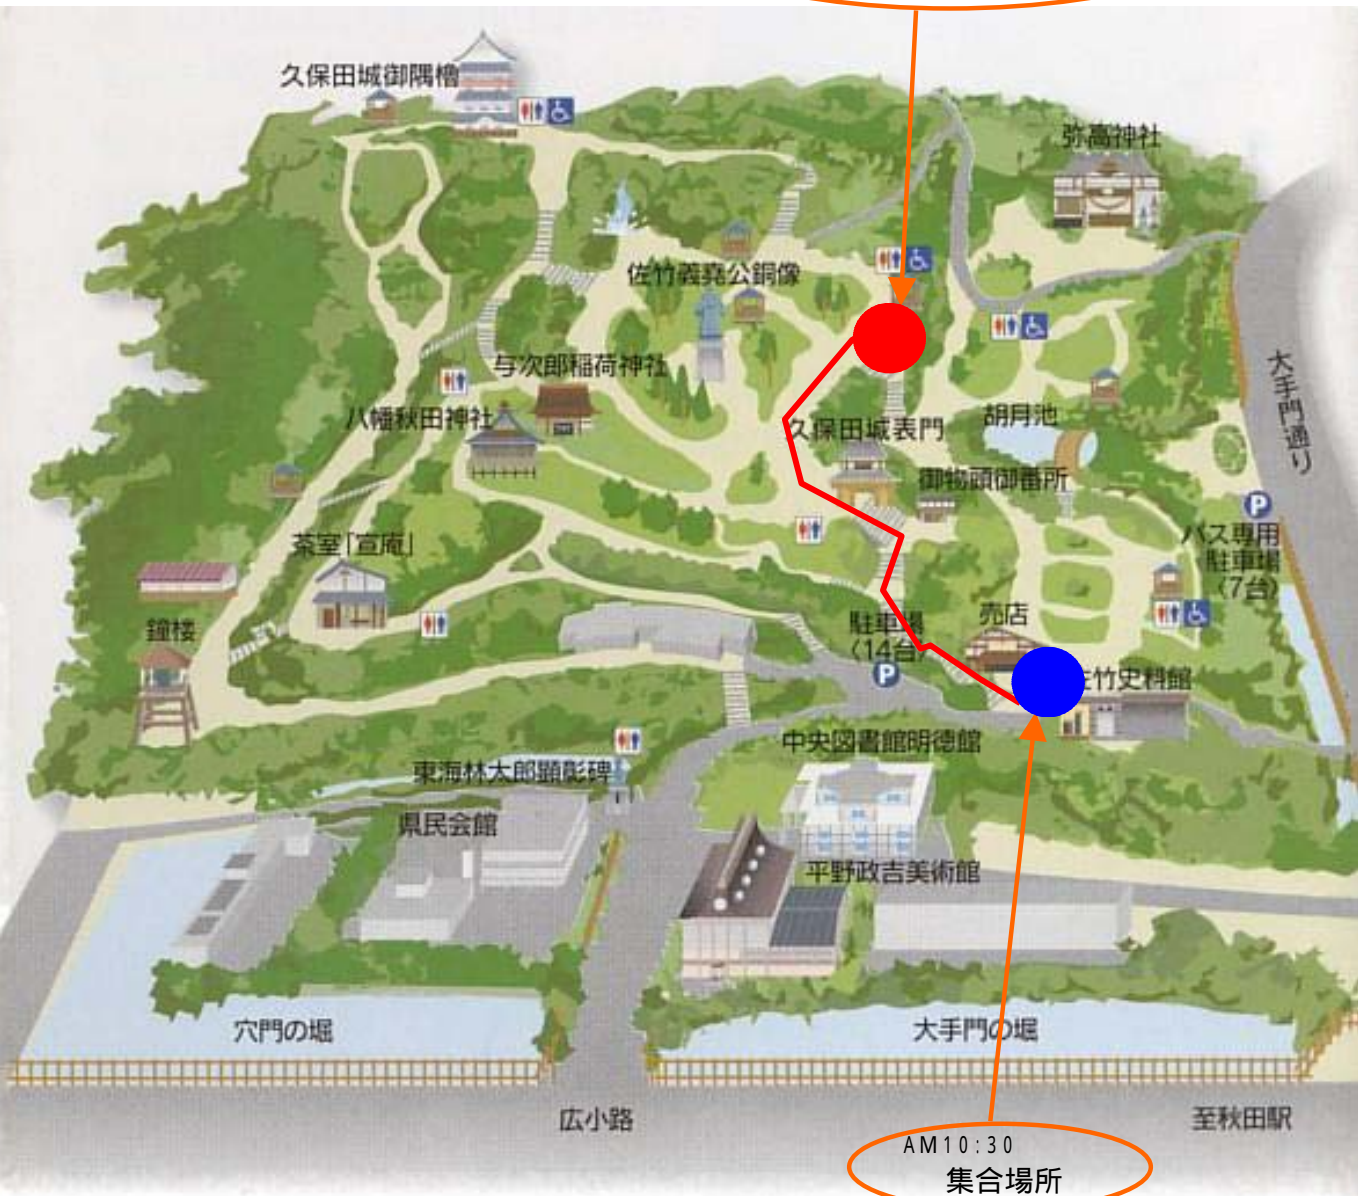 久保田城御隅櫓
弥高神社
佐竹義堯公銅像
大手門通り
与次郎稲荷神社
八幡秋田神社
久保田城表門
胡月池
御物頭御番所
P
バス専用
駐車場
〈7台〉
茶室「宣庵」
鐘楼
売店
駐車場
〈14台〉
P
竹史料館
中央図書館明徳館
東海林太郎顕彰碑
県民会館
平野政吉美術館
穴門の堀
大手門の堀
広小路
至秋田駅
AM10:30
集合場所